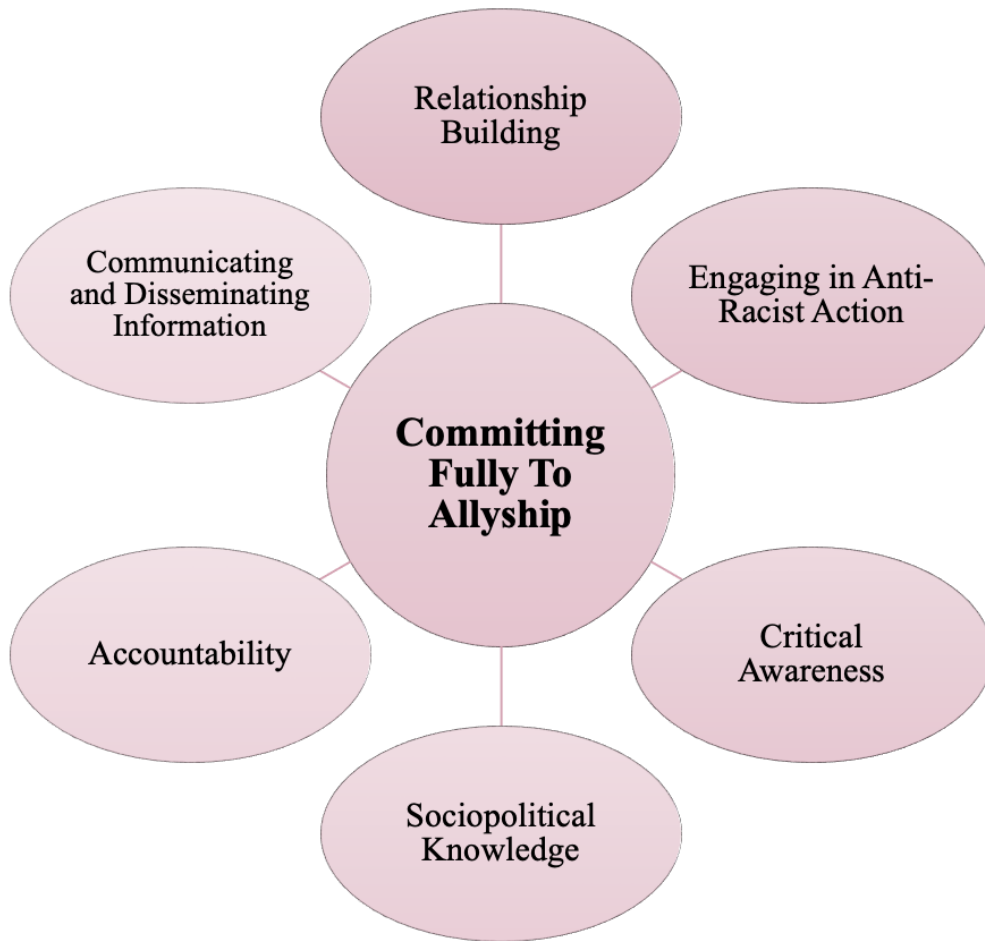 Relationship
Building
Communicating
and Disseminating
Information
Engaging in Anti-
Racist Action
Committing
Fully To
Allyship
Accountability
Critical
Awareness
Sociopolitical
Knowledge